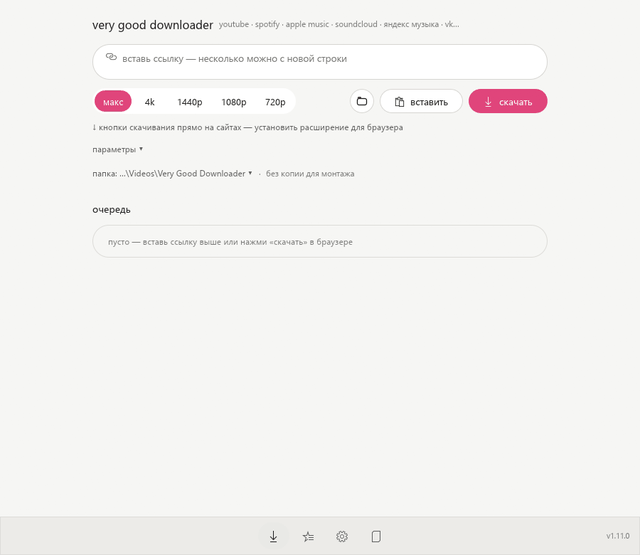 very good downloader youtube · spotify · apple music · soundcloud · яндекс музыка · vk...
вставь ссылку — несколько можно с новой строки
макс 4k 1440p 1080p 720p вставить скачать
↓ кнопки скачивания прямо на сайтах — установить расширение для браузера
параметры ▾
папка: ...\Videos\Very Good Downloader ▾ · без копии для монтажа
очередь
пусто — вставь ссылку выше или нажми «скачать» в браузере
v1.11.0